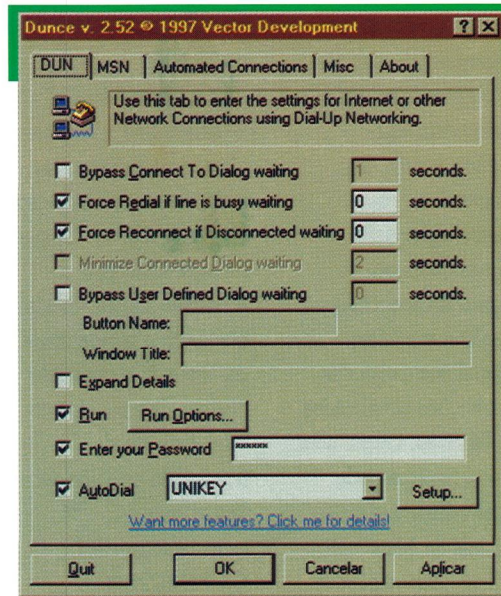 Dunce v. 2.52 © 1997 Vector Development
DUN MSN Automated Connections Misc About
Use this tab to enter the settings for Internet or other
Network Connections using Dial-Up Networking.
Bypass Connect To Dialog waiting 1 seconds.
Force Redial if line is busy waiting 0 seconds.
Force Reconnect if Disconnected waiting 0 seconds.
Minimize Connected Dialog waiting 2 seconds.
Bypass User Defined Dialog waiting 0 seconds.
Button Name:
Window Title:
Expand Details
Run Run Options...
Enter your Password ******
AutoDial UNIKEY Setup...
Want more features? Click me for details!
Quit OK Cancelar Aplicar